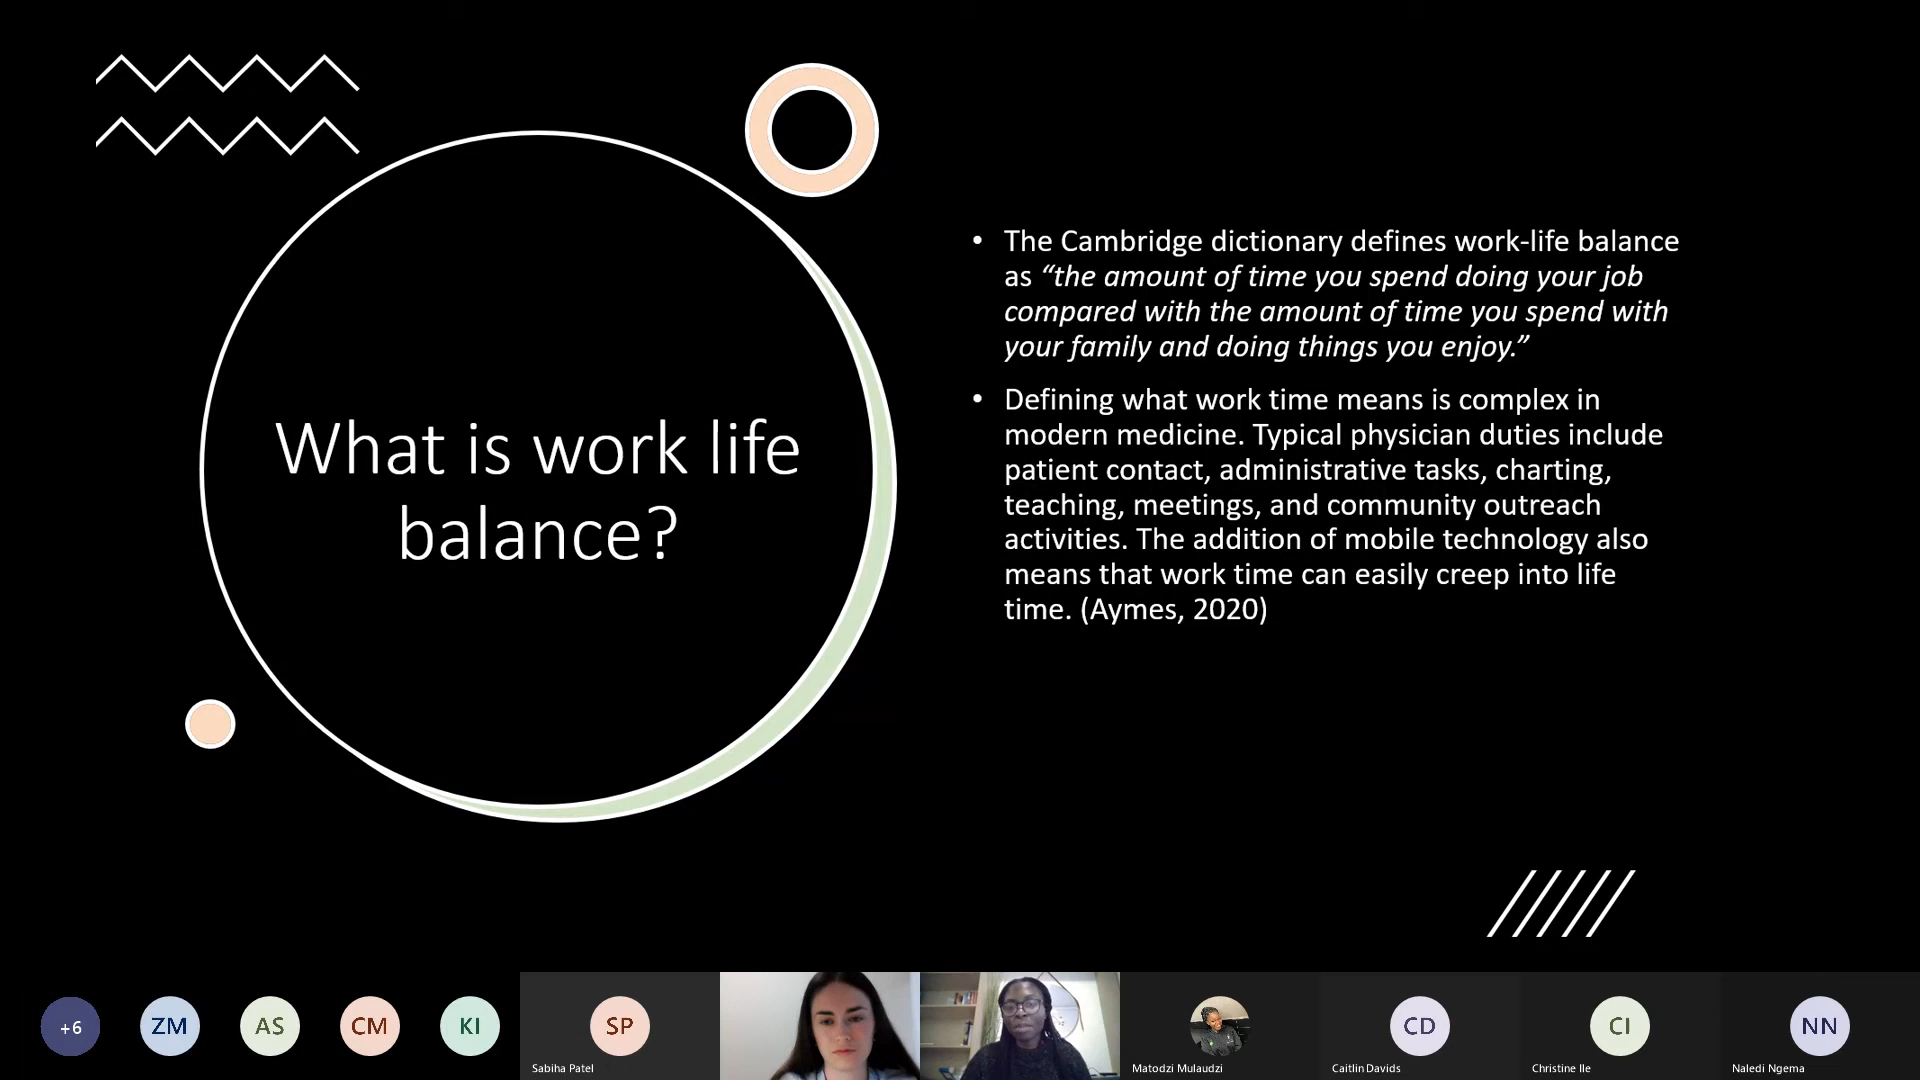 What is work life
balance?
• The Cambridge dictionary defines work-life balance
as “the amount of time you spend doing your job
compared with the amount of time you spend with
your family and doing things you enjoy.”
• Defining what work time means is complex in
modern medicine. Typical physician duties include
patient contact, administrative tasks, charting,
teaching, meetings, and community outreach
activities. The addition of mobile technology also
means that work time can easily creep into life
time. (Aymes, 2020)
+6
ZM
AS
CM
KI
SP
Sabiha Patel
Matodzi Mulaudzi
CD
Caitlin Davids
CI
Christine Ile
NN
Naledi Ngema